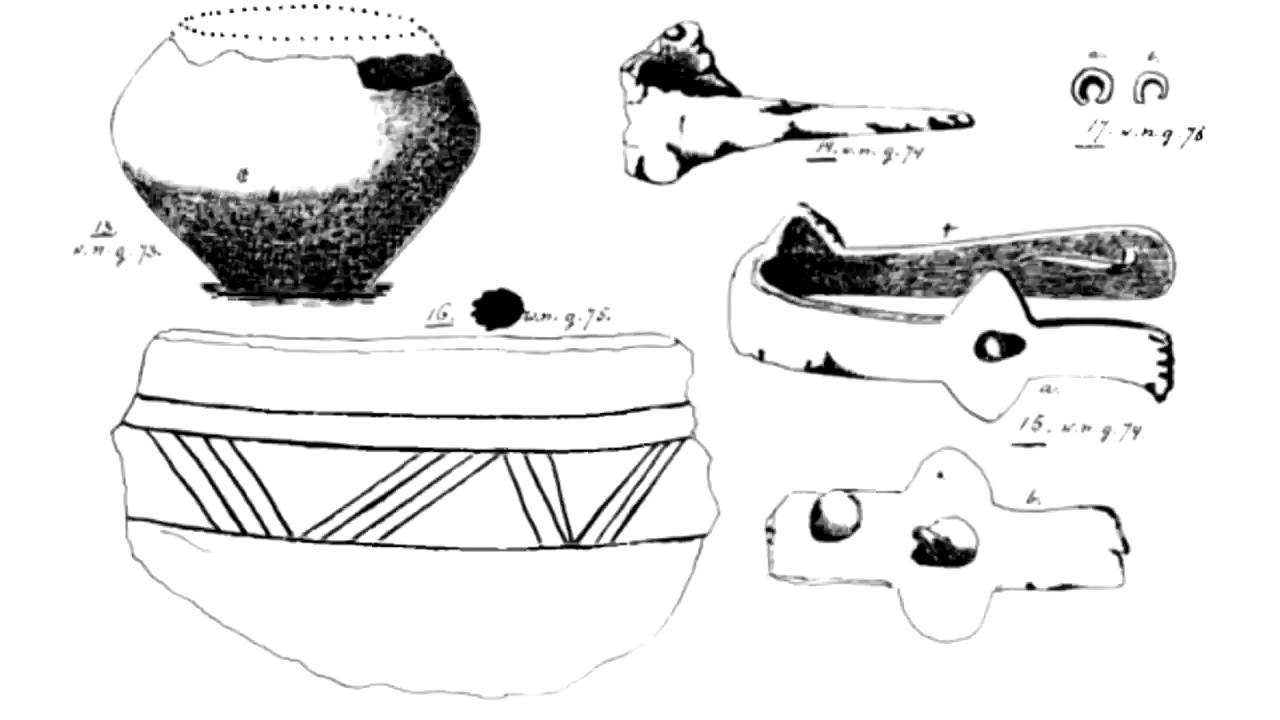 a. b.
17. w.n.g. 76
14. w.n.g. 74
13.
w.n.g. 73.
16. w.n.g. 75.
a.
15. w.n.g. 74.
b.